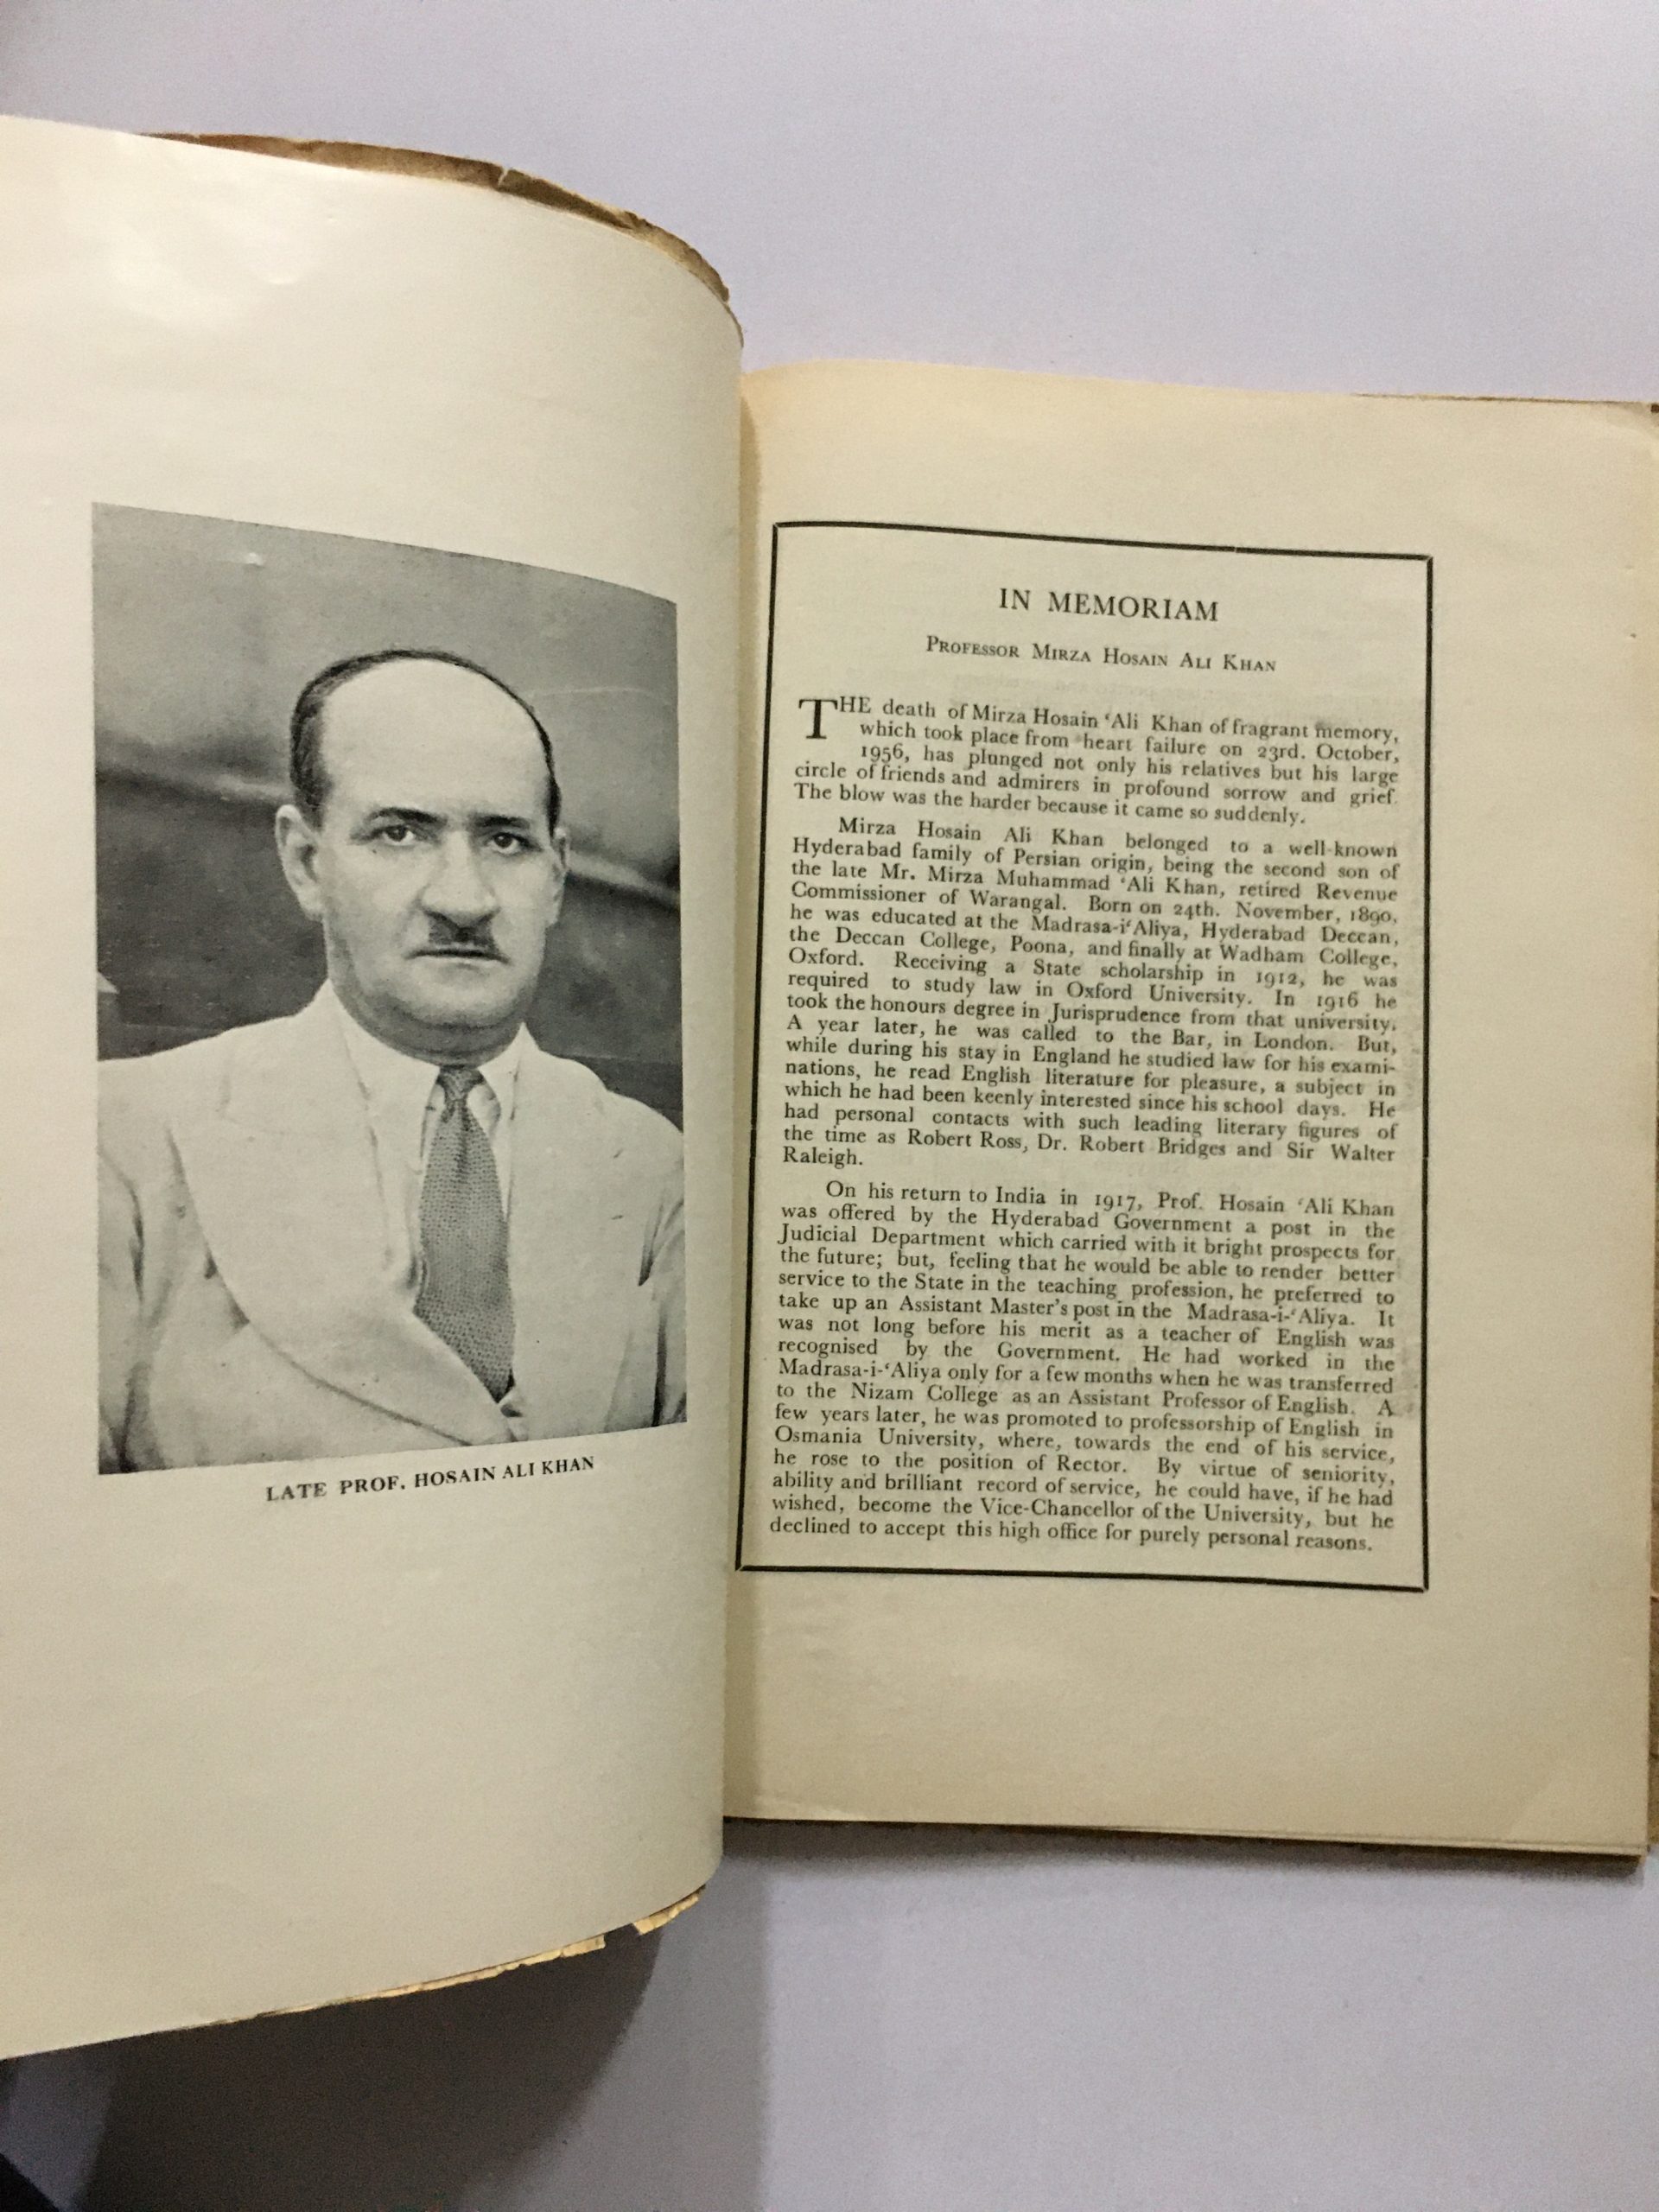 LATE PROF. HOSAIN ALI KHAN
IN MEMORIAM
Professor Mirza Hosain Ali Khan
THE death of Mirza Hosain ‘Ali Khan of fragrant memory,
which took place from heart failure on 23rd. October,
1956, has plunged not only his relatives but his large
circle of friends and admirers in profound sorrow and grief.
The blow was the harder because it came so suddenly.
Mirza Hosain Ali Khan belonged to a well-known
Hyderabad family of Persian origin, being the second son of
the late Mr. Mirza Muhammad ‘Ali Khan, retired Revenue
Commissioner of Warangal. Born on 24th. November, 1890,
he was educated at the Madrasa-i‘Aliya, Hyderabad Deccan,
the Deccan College, Poona, and finally at Wadham College,
Oxford. Receiving a State scholarship in 1912, he was
required to study law in Oxford University. In 1916 he
took the honours degree in Jurisprudence from that university.
A year later, he was called to the Bar, in London. But,
while during his stay in England he studied law for his exami-
nations, he read English literature for pleasure, a subject in
which he had been keenly interested since his school days. He
had personal contacts with such leading literary figures of
the time as Robert Ross, Dr. Robert Bridges and Sir Walter
Raleigh.
On his return to India in 1917, Prof. Hosain ‘Ali Khan
was offered by the Hyderabad Government a post in the
Judicial Department which carried with it bright prospects for
the future; but, feeling that he would be able to render better
service to the State in the teaching profession, he preferred to
take up an Assistant Master's post in the Madrasa-i-‘Aliya. It
was not long before his merit as a teacher of English was
recognised by the Government. He had worked in the
Madrasa-i-‘Aliya only for a few months when he was transferred
to the Nizam College as an Assistant Professor of English. A
few years later, he was promoted to professorship of English in
Osmania University, where, towards the end of his service,
he rose to the position of Rector. By virtue of seniority,
ability and brilliant record of service, he could have, if he had
wished, become the Vice-Chancellor of the University, but he
declined to accept this high office for purely personal reasons.